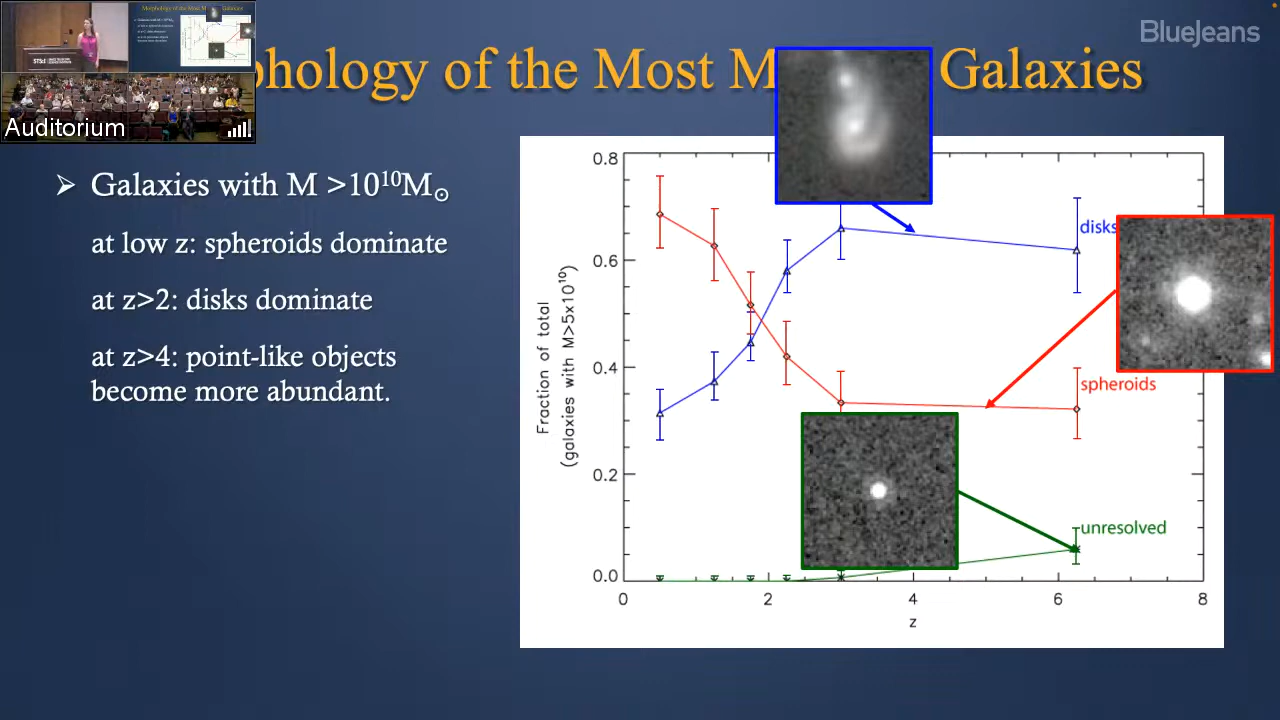 BlueJeans
phology of the Most M Galaxies
Auditorium
➢ Galaxies with M >10¹⁰M⊙
at low z: spheroids dominate
at z>2: disks dominate
at z>4: point-like objects
become more abundant.
Fraction of total
(galaxies with M>5x10¹⁰)
0.8
0.6
0.4
0.2
0.0
0 2 4 6 8
z
disks
spheroids
unresolved